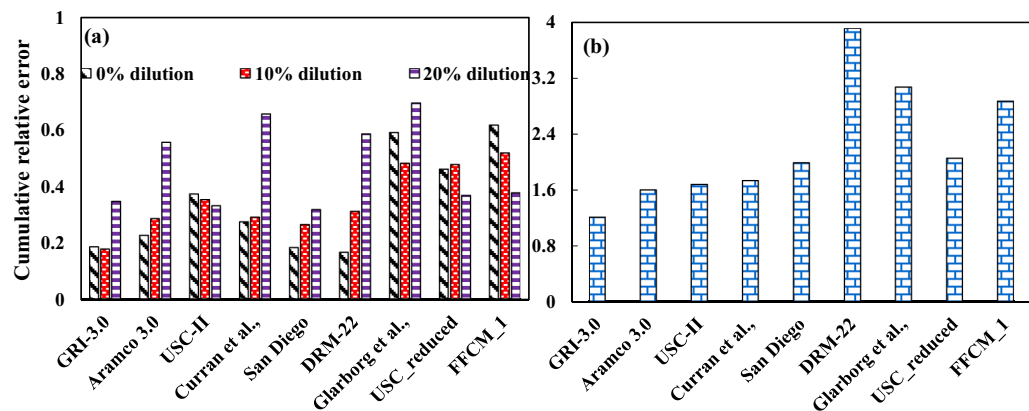 Cumulative relative error
(a)
0% dilution 10% dilution 20% dilution
1
0.8
0.6
0.4
0.2
0
GRI-3.0
Aramco 3.0
USC-II
Curran et al.,
San Diego
DRM-22
Glarborg et al.,
USC_reduced
FFCM_1
(b)
4
3.2
2.4
1.6
0.8
0
GRI-3.0
Aramco 3.0
USC-II
Curran et al.,
San Diego
DRM-22
Glarborg et al.,
USC_reduced
FFCM_1